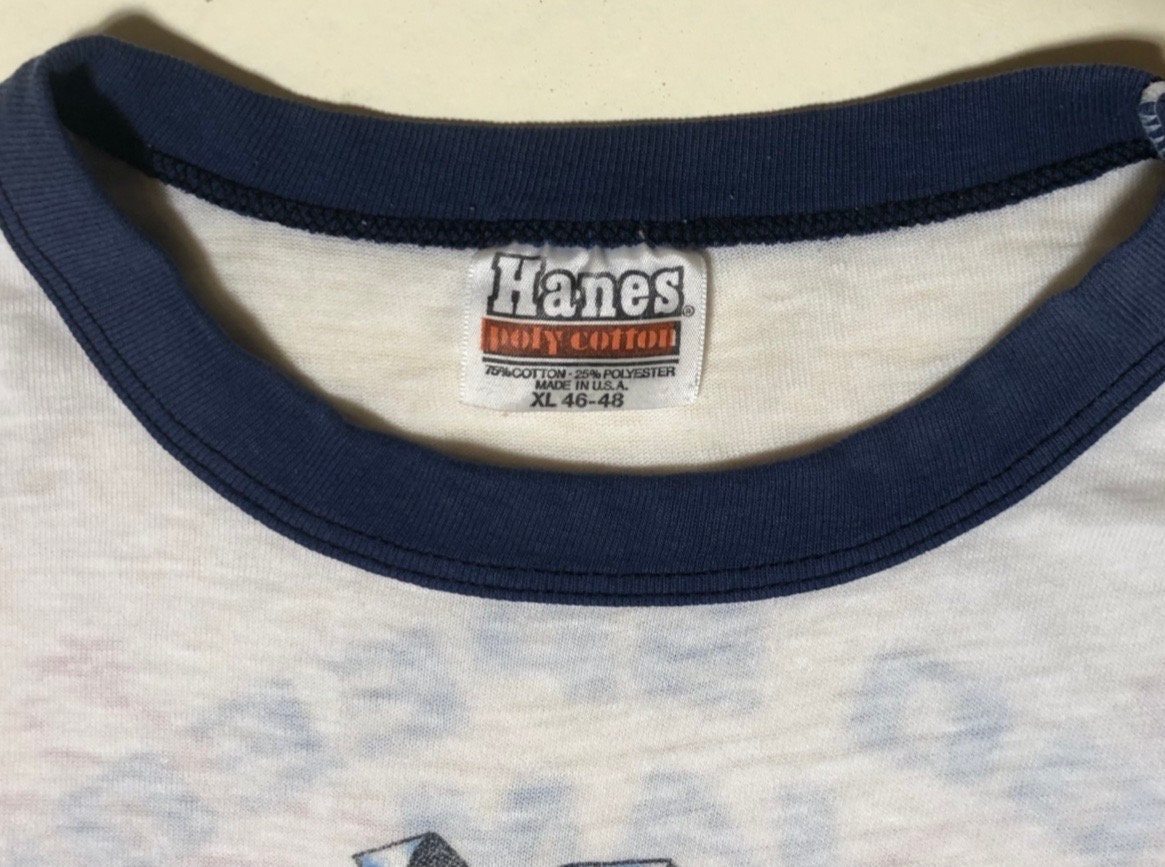 Hanes®
poly cotton
75% COTTON - 25% POLYESTER
MADE IN U.S.A.
XL 46-48